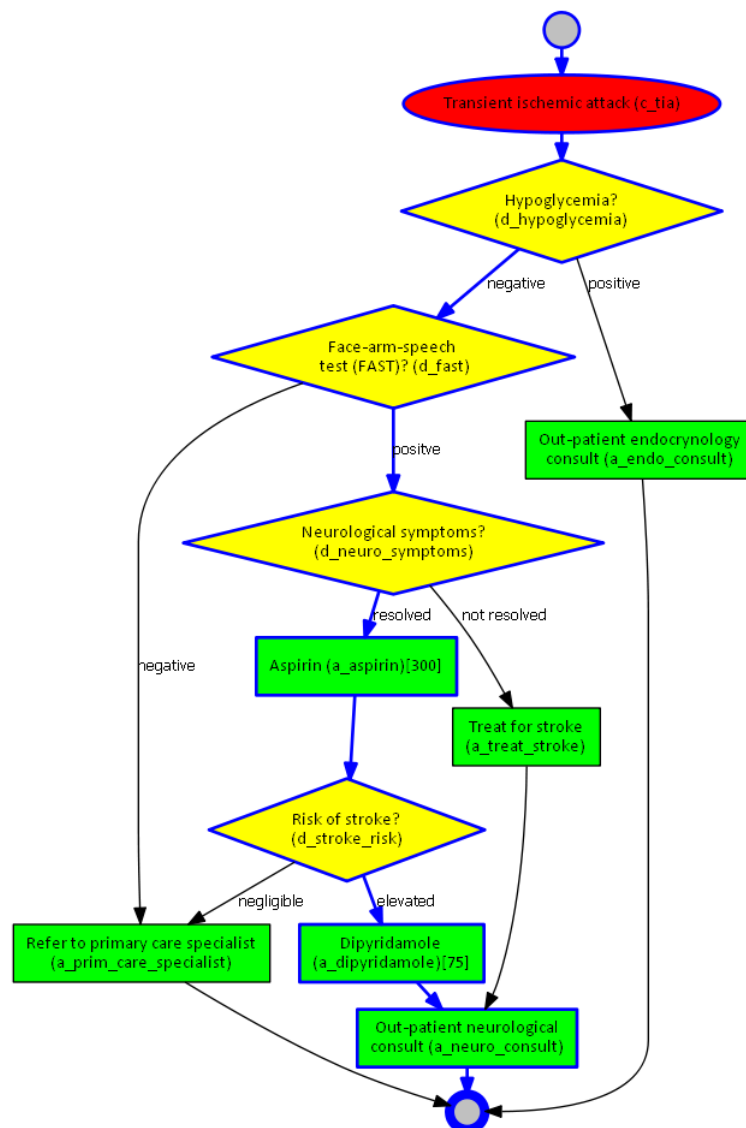 Transient ischemic attack (c_tia)
Hypoglycemia?
(d_hypoglycemia)
negative
positive
Face-arm-speech
test (FAST)? (d_fast)
positve
Out-patient endocrynology
consult (a_endo_consult)
Neurological symptoms?
(d_neuro_symptoms)
resolved
not resolved
negative
Aspirin (a_aspirin)[300]
Treat for stroke
(a_treat_stroke)
Risk of stroke?
(d_stroke_risk)
negligible
elevated
Refer to primary care specialist
(a_prim_care_specialist)
Dipyridamole
(a_dipyridamole)[75]
Out-patient neurological
consult (a_neuro_consult)